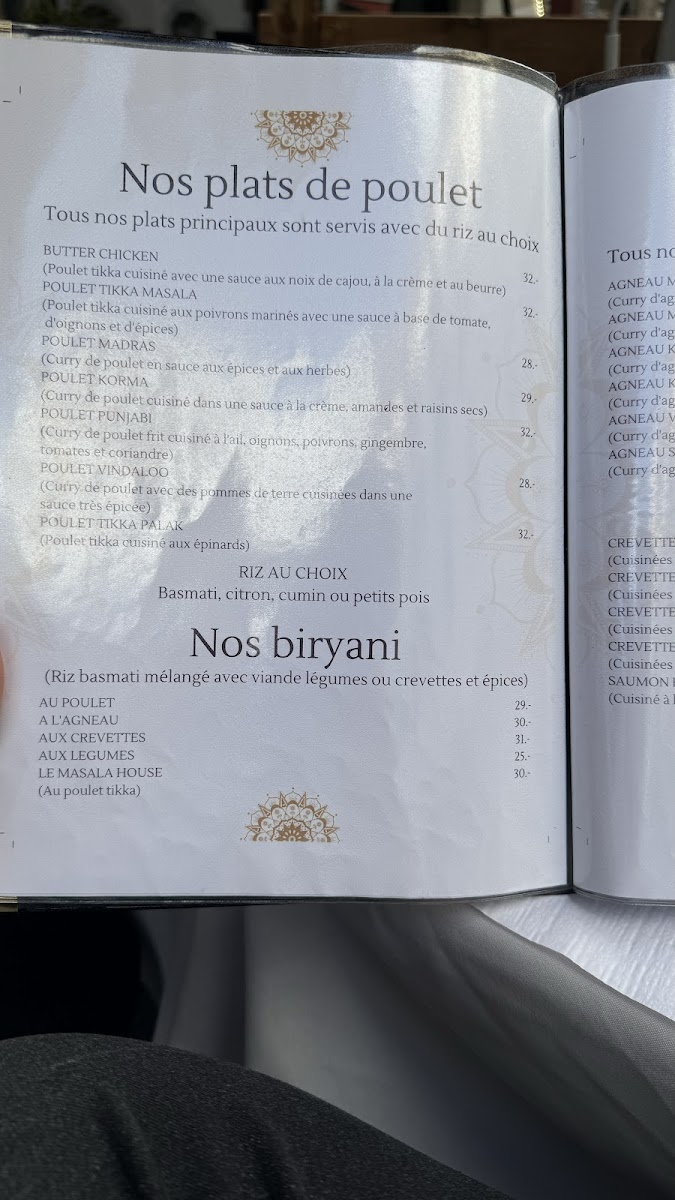 Nos plats de poulet
Tous nos plats principaux sont servis avec du riz au choix
BUTTER CHICKEN
(Poulet tikka cuisiné avec une sauce aux noix de cajou, à la crème et au beurre) 32.-
POULET TIKKA MASALA
(Poulet tikka cuisiné aux poivrons marinés avec une sauce à base de tomate, 32.-
d'oignons et d'épices)
POULET MADRAS
(Curry de poulet en sauce aux épices et aux herbes) 28.-
POULET KORMA
(Curry de poulet cuisiné dans une sauce à la crème, amandes et raisins secs) 29.-
POULET PUNJABI
(Curry de poulet frit cuisiné à l'ail, oignons, poivrons, gingembre, 32.-
tomates et coriandre)
POULET VINDALOO
(Curry de poulet avec des pommes de terre cuisinées dans une 28.-
sauce très épicée)
POULET TIKKA PALAK
(Poulet tikka cuisiné aux épinards) 32.-
RIZ AU CHOIX
Basmati, citron, cumin ou petits pois
Nos biryani
(Riz basmati mélangé avec viande légumes ou crevettes et épices)
AU POULET 29.-
A L'AGNEAU 30.-
AUX CREVETTES 31.-
AUX LEGUMES 25.-
LE MASALA HOUSE 30.-
(Au poulet tikka)
Tous
AGNEAU
(Curry d'ag
AGNEAU
(Curry d'ag
AGNEAU K
(Curry d'ag
AGNEAU K
(Curry d'ag
AGNEAU V
(Curry d'ag
AGNEAU S
(Curry d'ag
CREVETTE
(Cuisinées
CREVETTE
(Cuisinées
CREVETTE
(Cuisinées
CREVETTE
(Cuisinées
SAUMON
(Cuisiné à